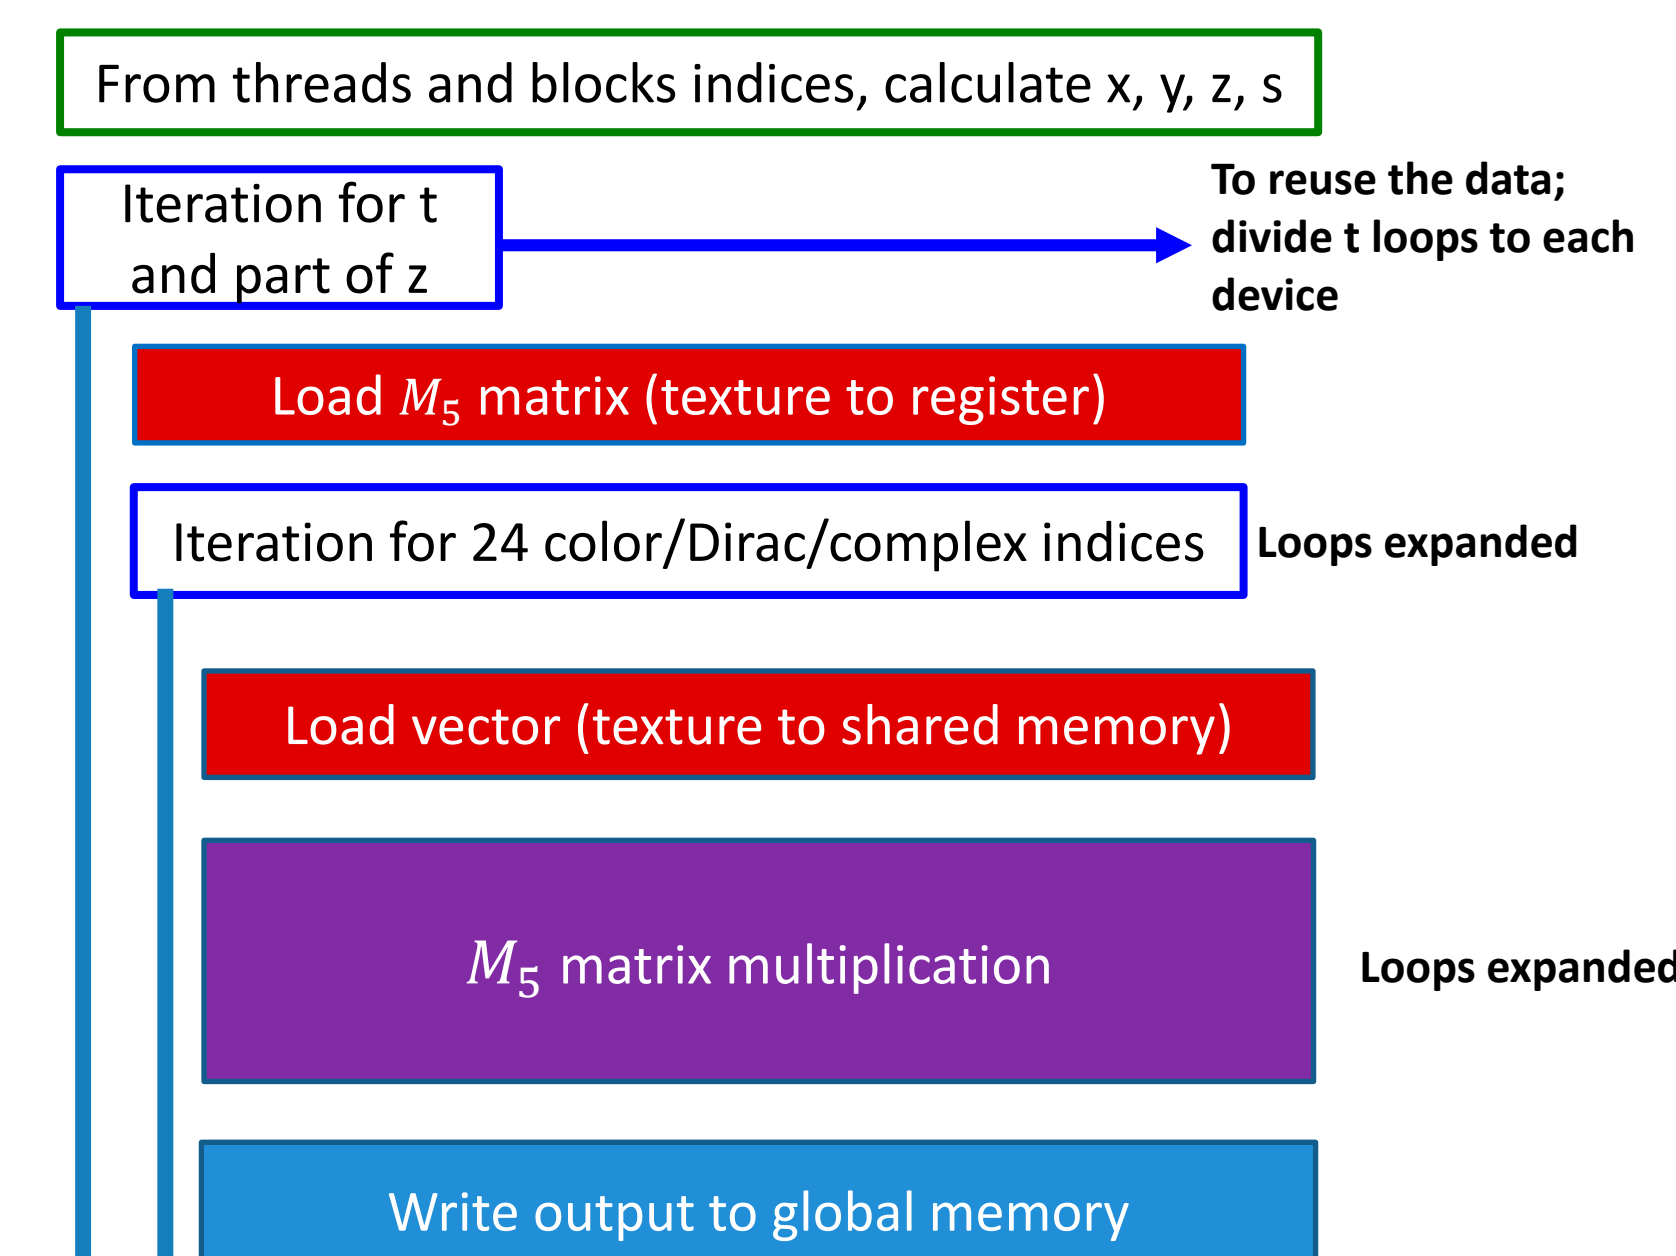 From threads and blocks indices, calculate x, y, z, s
Iteration for t
and part of z
To reuse the data;
divide t loops to each
device
Load M₅ matrix (texture to register)
Iteration for 24 color/Dirac/complex indices
Loops expanded
Load vector (texture to shared memory)
M₅ matrix multiplication
Loops expanded
Write output to global memory